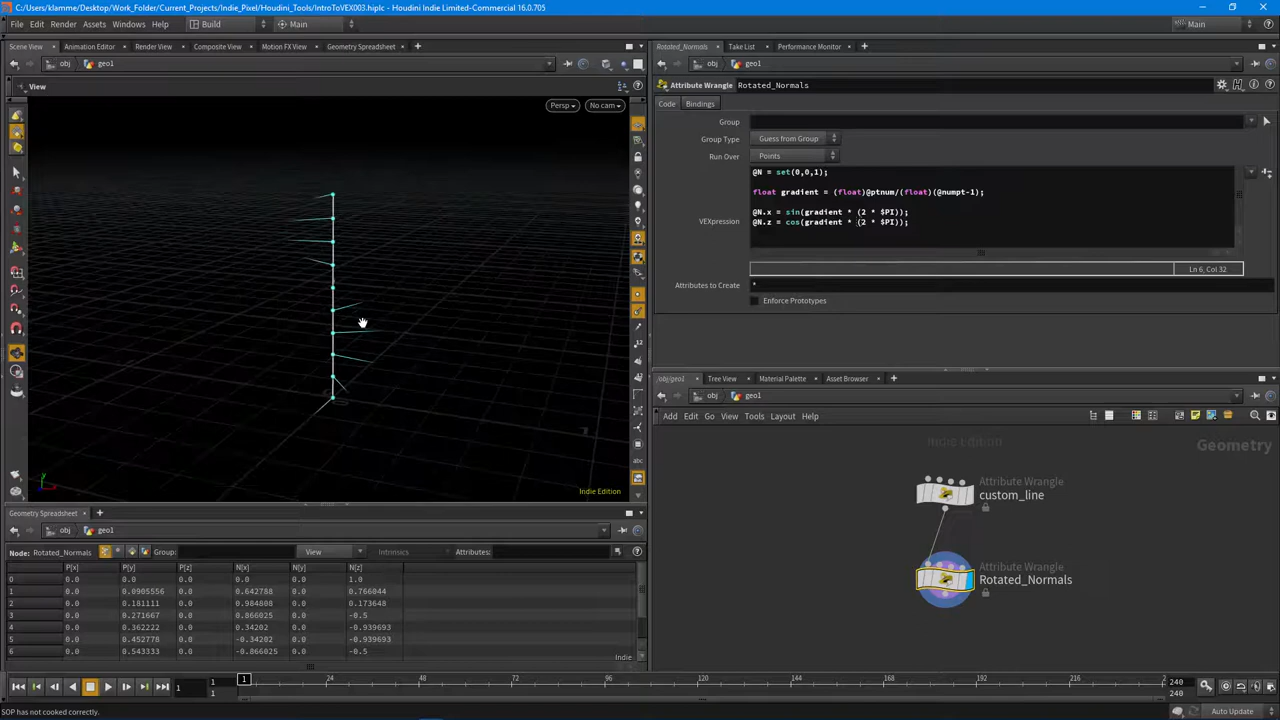 C:/Users/klamme/Desktop/Work_Folder/Current_Projects/Indie_Pixel/Houdini_Tools/IntroToVEX003.hiplc - Houdini Indie Limited-Commercial 16.0.705
File Edit Render Assets Windows Help Build Main Main
Scene View Animation Editor Render View Composite View Motion FX View Geometry Spreadsheet
obj geo1
View
Persp No cam
Indie Edition
Rotated_Normals Take List Performance Monitor
obj geo1
Attribute Wrangle Rotated_Normals
Code Bindings
Group
Group Type Guess from Group
Run Over Points
VEXpression
@N = set(0,0,1);
float gradient = (float)@ptnum/(float)(@numpt-1);
@N.x = sin(gradient * (2 * $PI));
@N.z = cos(gradient * (2 * $PI));
Ln 6, Col 32
Attributes to Create *
Enforce Prototypes
/obj/geo1 Tree View Material Palette Asset Browser
obj geo1
Add Edit Go View Tools Layout Help
Indie Edition
Geometry
Attribute Wrangle
custom_line
Attribute Wrangle
Rotated_Normals
Geometry Spreadsheet
obj geo1
Node: Rotated_Normals Group: View Intrinsics Attributes:
P[x] P[y] P[z] N[x] N[y] N[z]
0 0.0 0.0 0.0 0.0 0.0 1.0
1 0.0 0.0905556 0.0 0.642788 0.0 0.766044
2 0.0 0.181111 0.0 0.984808 0.0 0.173648
3 0.0 0.271667 0.0 0.866025 0.0 -0.5
4 0.0 0.362222 0.0 0.34202 0.0 -0.939693
5 0.0 0.452778 0.0 -0.34202 0.0 -0.939693
6 0.0 0.543333 0.0 -0.866025 0.0 -0.5
Indie
1 1 1 1 24 48 72 96 120 144 168 192 216 240 240
SOP has not cooked correctly.
Auto Update